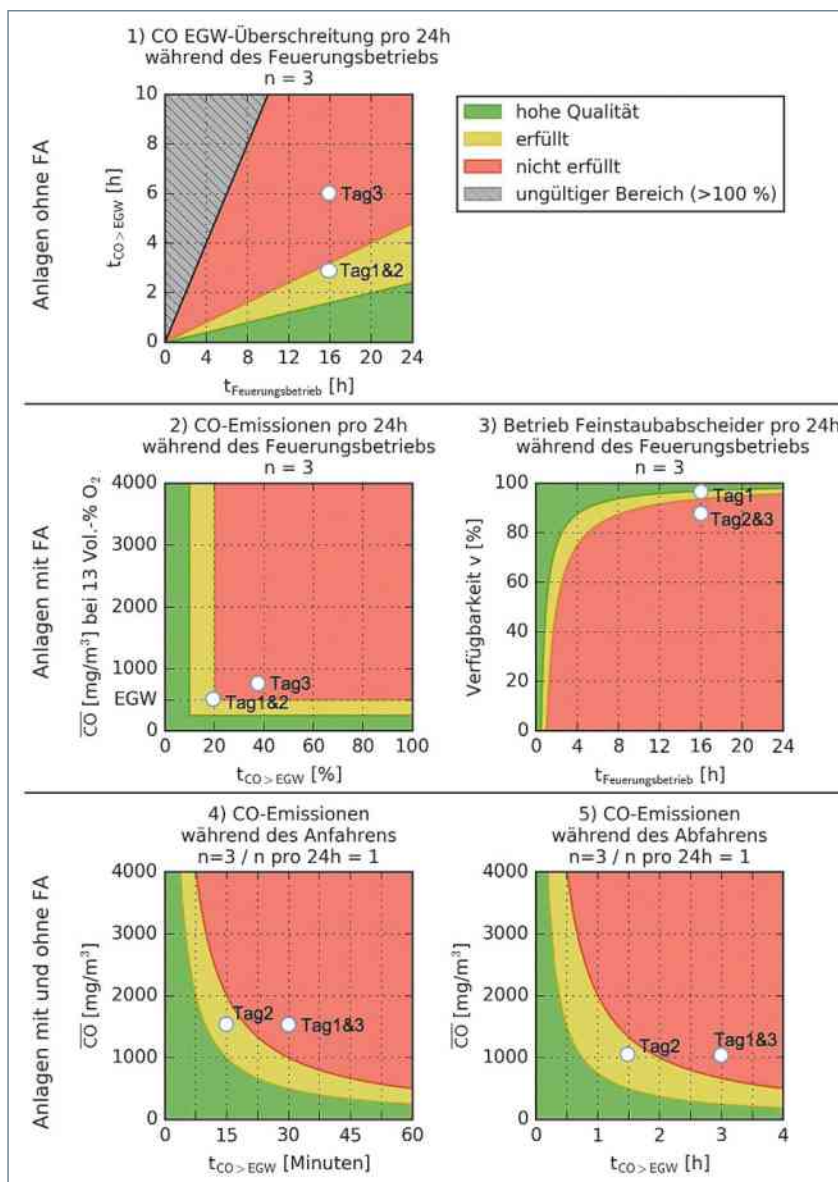 1) CO EGW-Überschreitung pro 24h
während des Feuerungsbetriebs
n = 3
Anlagen ohne FA
t_CO>EGW [h]
10
8
6
4
2
0
Tag3
Tag1&2
0 4 8 12 16 20 24
t_Feuerungsbetrieb [h]
hohe Qualität
erfüllt
nicht erfüllt
ungültiger Bereich (>100 %)
Anlagen mit FA
2) CO-Emissionen pro 24h
während des Feuerungsbetriebs
n = 3
CO [mg/m³] bei 13 Vol.-% O₂
4000
3000
2000
1000
EGW
0
Tag3
Tag1&2
0 20 40 60 80 100
t_CO>EGW [%]
3) Betrieb Feinstaubabscheider pro 24h
während des Feuerungsbetriebs
n = 3
Verfügbarkeit v [%]
100
80
60
40
20
0
Tag1
Tag2&3
0 4 8 12 16 20 24
t_Feuerungsbetrieb [h]
Anlagen mit und ohne FA
4) CO-Emissionen
während des Anfahrens
n=3 / n pro 24h = 1
CO [mg/m³]
4000
3000
2000
1000
0
Tag2
Tag1&3
0 15 30 45 60
t_CO>EGW [Minuten]
5) CO-Emissionen
während des Abfahrens
n=3 / n pro 24h = 1
CO [mg/m³]
4000
3000
2000
1000
0
Tag2
Tag1&3
0 1 2 3 4
t_CO>EGW [h]